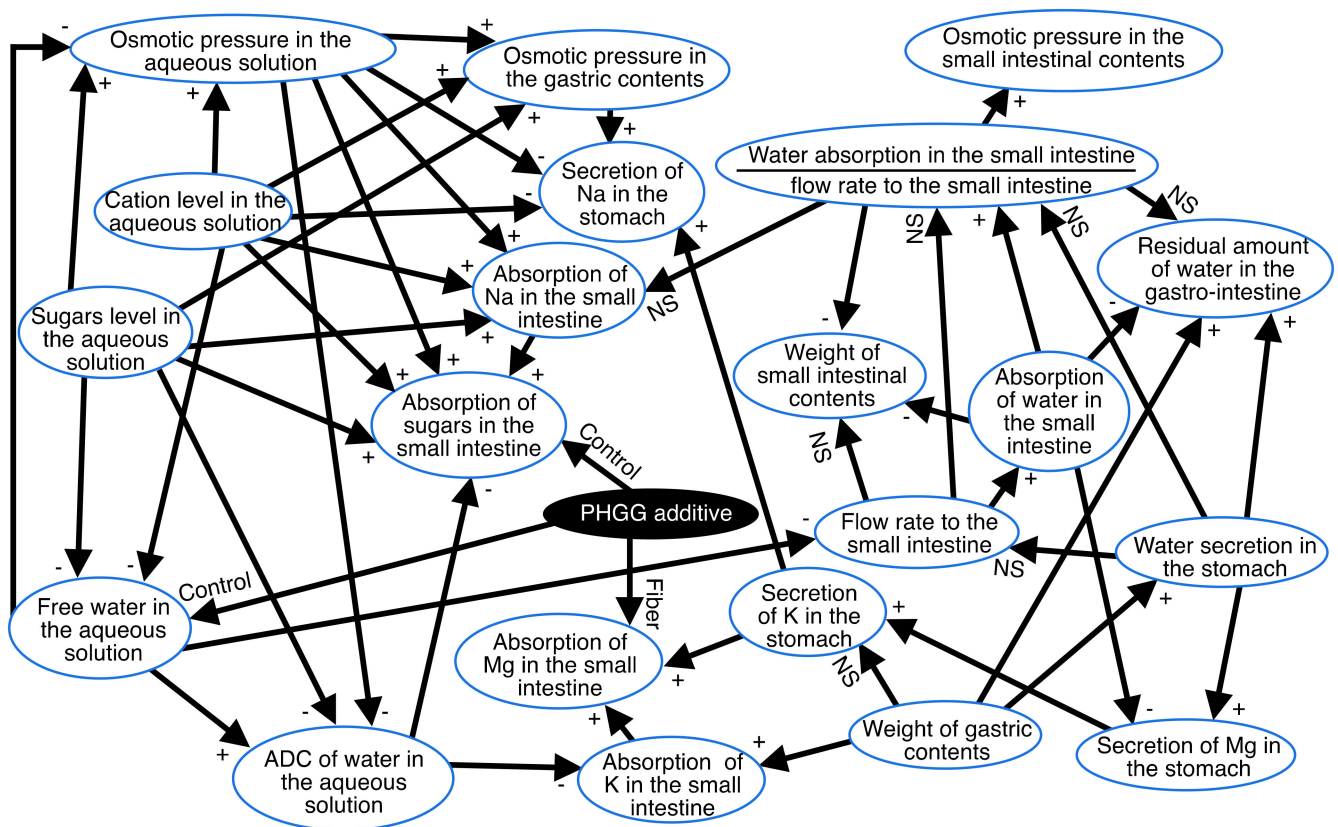 Osmotic pressure in the
aqueous solution
Osmotic pressure in
the gastric contents
Osmotic pressure in the
small intestinal contents
Water absorption in the small intestine
flow rate to the small intestine
Secretion of
Na in the
stomach
Cation level in the
aqueous solution
Residual amount
of water in the
gastro-intestine
Absorption of
Na in the small
intestine
Sugars level in
the aqueous
solution
Weight of
small intestinal
contents
Absorption
of water in
the small
intestine
Absorption of
sugars in the
small intestine
PHGG additive
Flow rate to the
small intestine
Water secretion in
the stomach
Free water in
the aqueous
solution
Secretion
of K in the
stomach
Absorption of
Mg in the small
intestine
Weight of gastric
contents
Secretion of Mg in
the stomach
ADC of water in
the aqueous
solution
Absorption of
K in the small
intestine
Control
Control
Fiber
NS
NS
NS
NS
NS
NS
NS
-
+
+
+
+
+
+
-
-
+
+
+
+
+
+
+
+
-
-
-
+
-
-
-
-
+
+
+
+
+
-
-
-
+
+
+
+
-
+
+